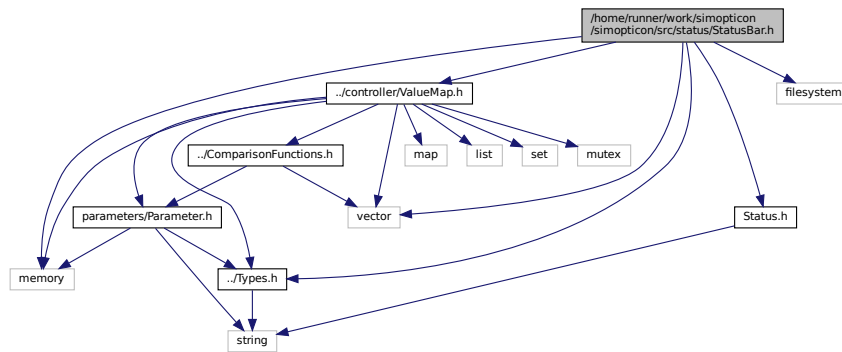 /home/runner/work/simopticon
/simopticon/src/status/StatusBar.h
../controller/ValueMap.h
filesystem
../ComparisonFunctions.h
map
list
set
mutex
parameters/Parameter.h
vector
Status.h
memory
../Types.h
string